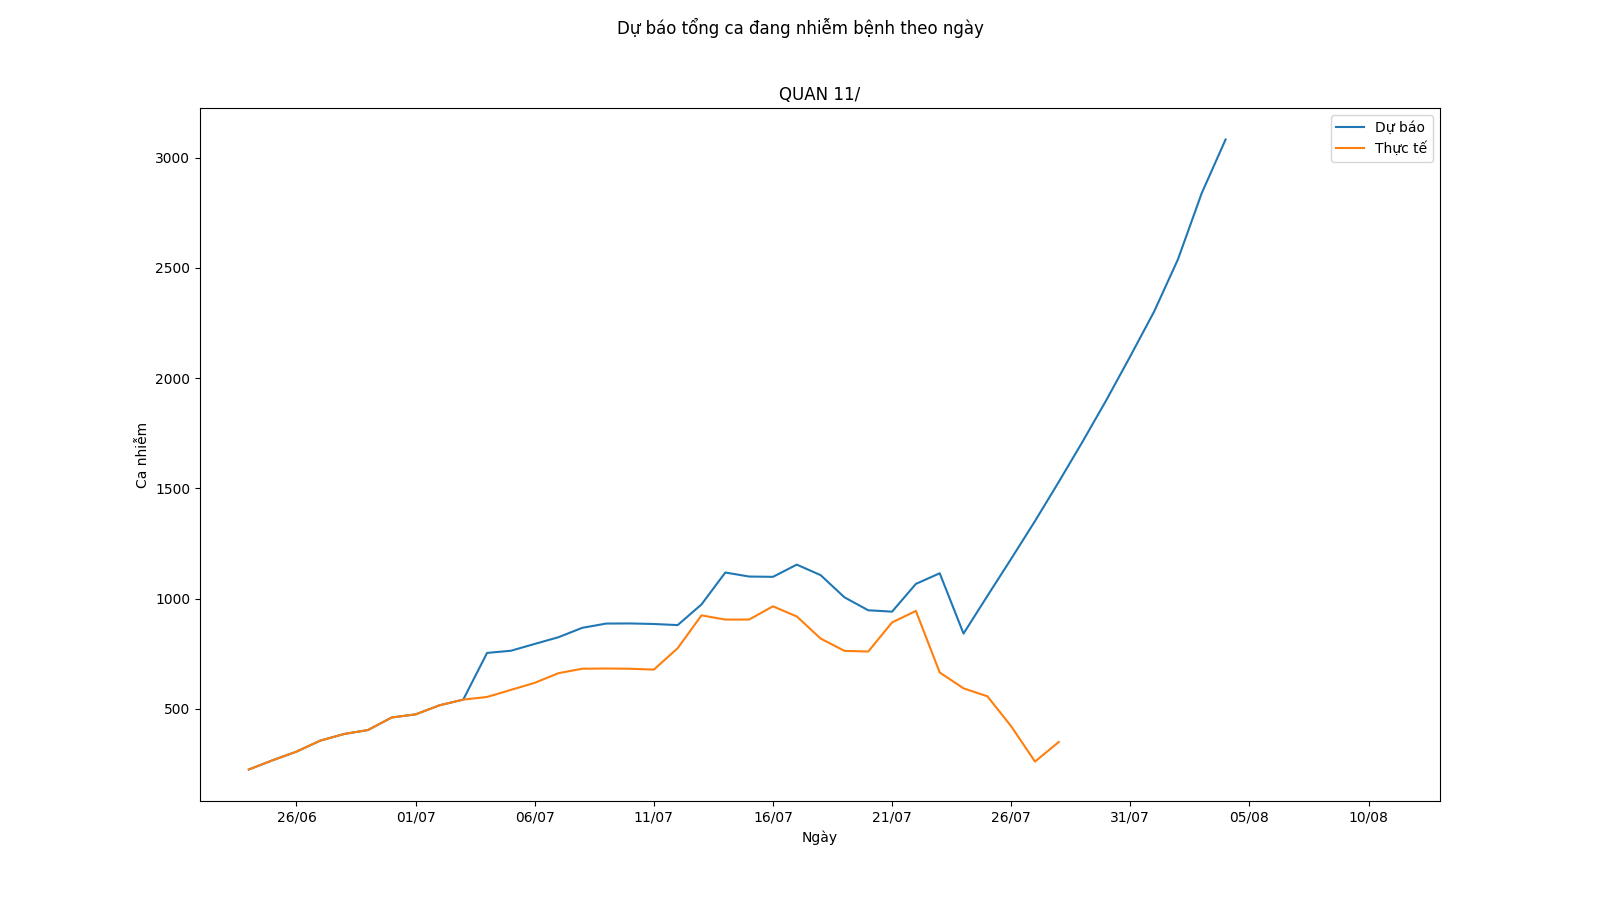 Dự báo tổng ca đang nhiễm bệnh theo ngày
QUAN 11/
Dự báo
Thực tế
3000
2500
2000
1500
1000
500
Ca nhiễm
26/06 01/07 06/07 11/07 16/07 21/07 26/07 31/07 05/08 10/08
Ngày